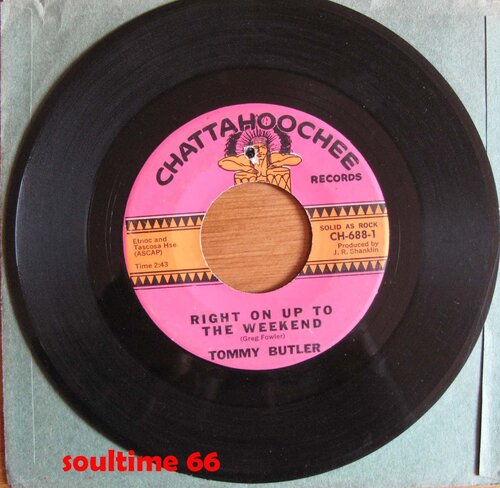 CHATTAHOOCHEE
RECORDS
Etnoc and
Tascosa Hse.
(ASCAP)
Time 2:43
SOLID AS ROCK
CH-688-1
Produced by
J. R. Shanklin
RIGHT ON UP TO
THE WEEKEND
(Greg Fowler)
TOMMY BUTLER
soultime 66